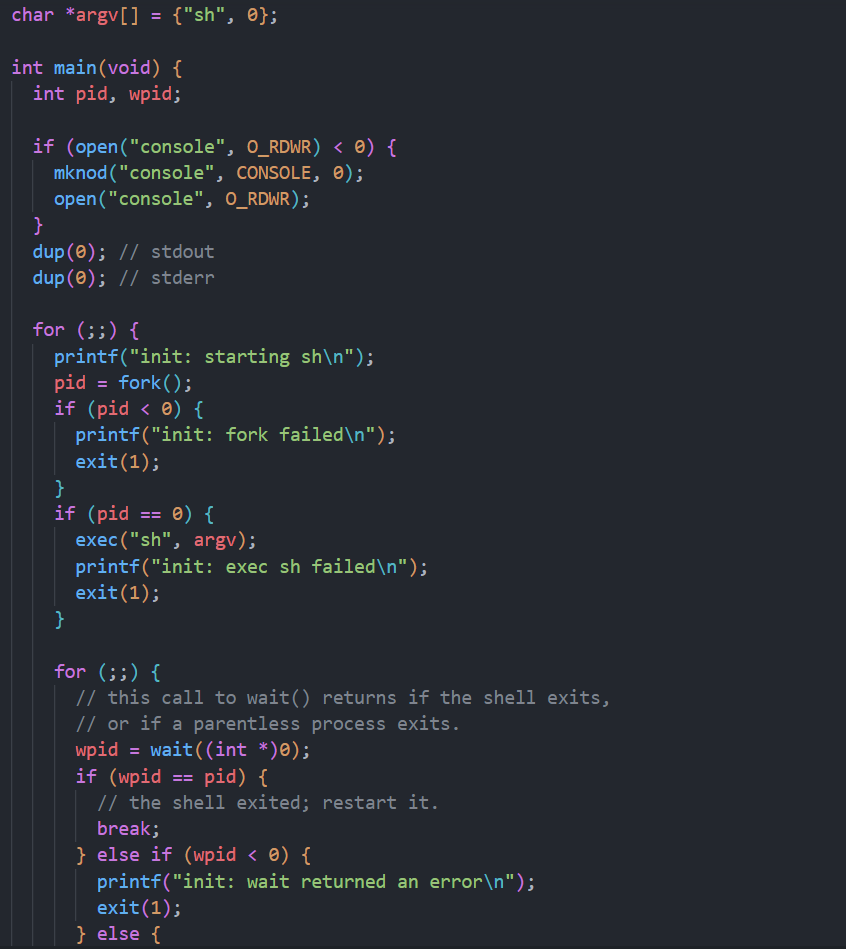 char *argv[] = {"sh", 0};

int main(void) {
  int pid, wpid;

  if (open("console", O_RDWR) < 0) {
    mknod("console", CONSOLE, 0);
    open("console", O_RDWR);
  }
  dup(0); // stdout
  dup(0); // stderr

  for (;;) {
    printf("init: starting sh\n");
    pid = fork();
    if (pid < 0) {
      printf("init: fork failed\n");
      exit(1);
    }
    if (pid == 0) {
      exec("sh", argv);
      printf("init: exec sh failed\n");
      exit(1);
    }

    for (;;) {
      // this call to wait() returns if the shell exits,
      // or if a parentless process exits.
      wpid = wait((int *)0);
      if (wpid == pid) {
        // the shell exited; restart it.
        break;
      } else if (wpid < 0) {
        printf("init: wait returned an error\n");
        exit(1);
      } else {